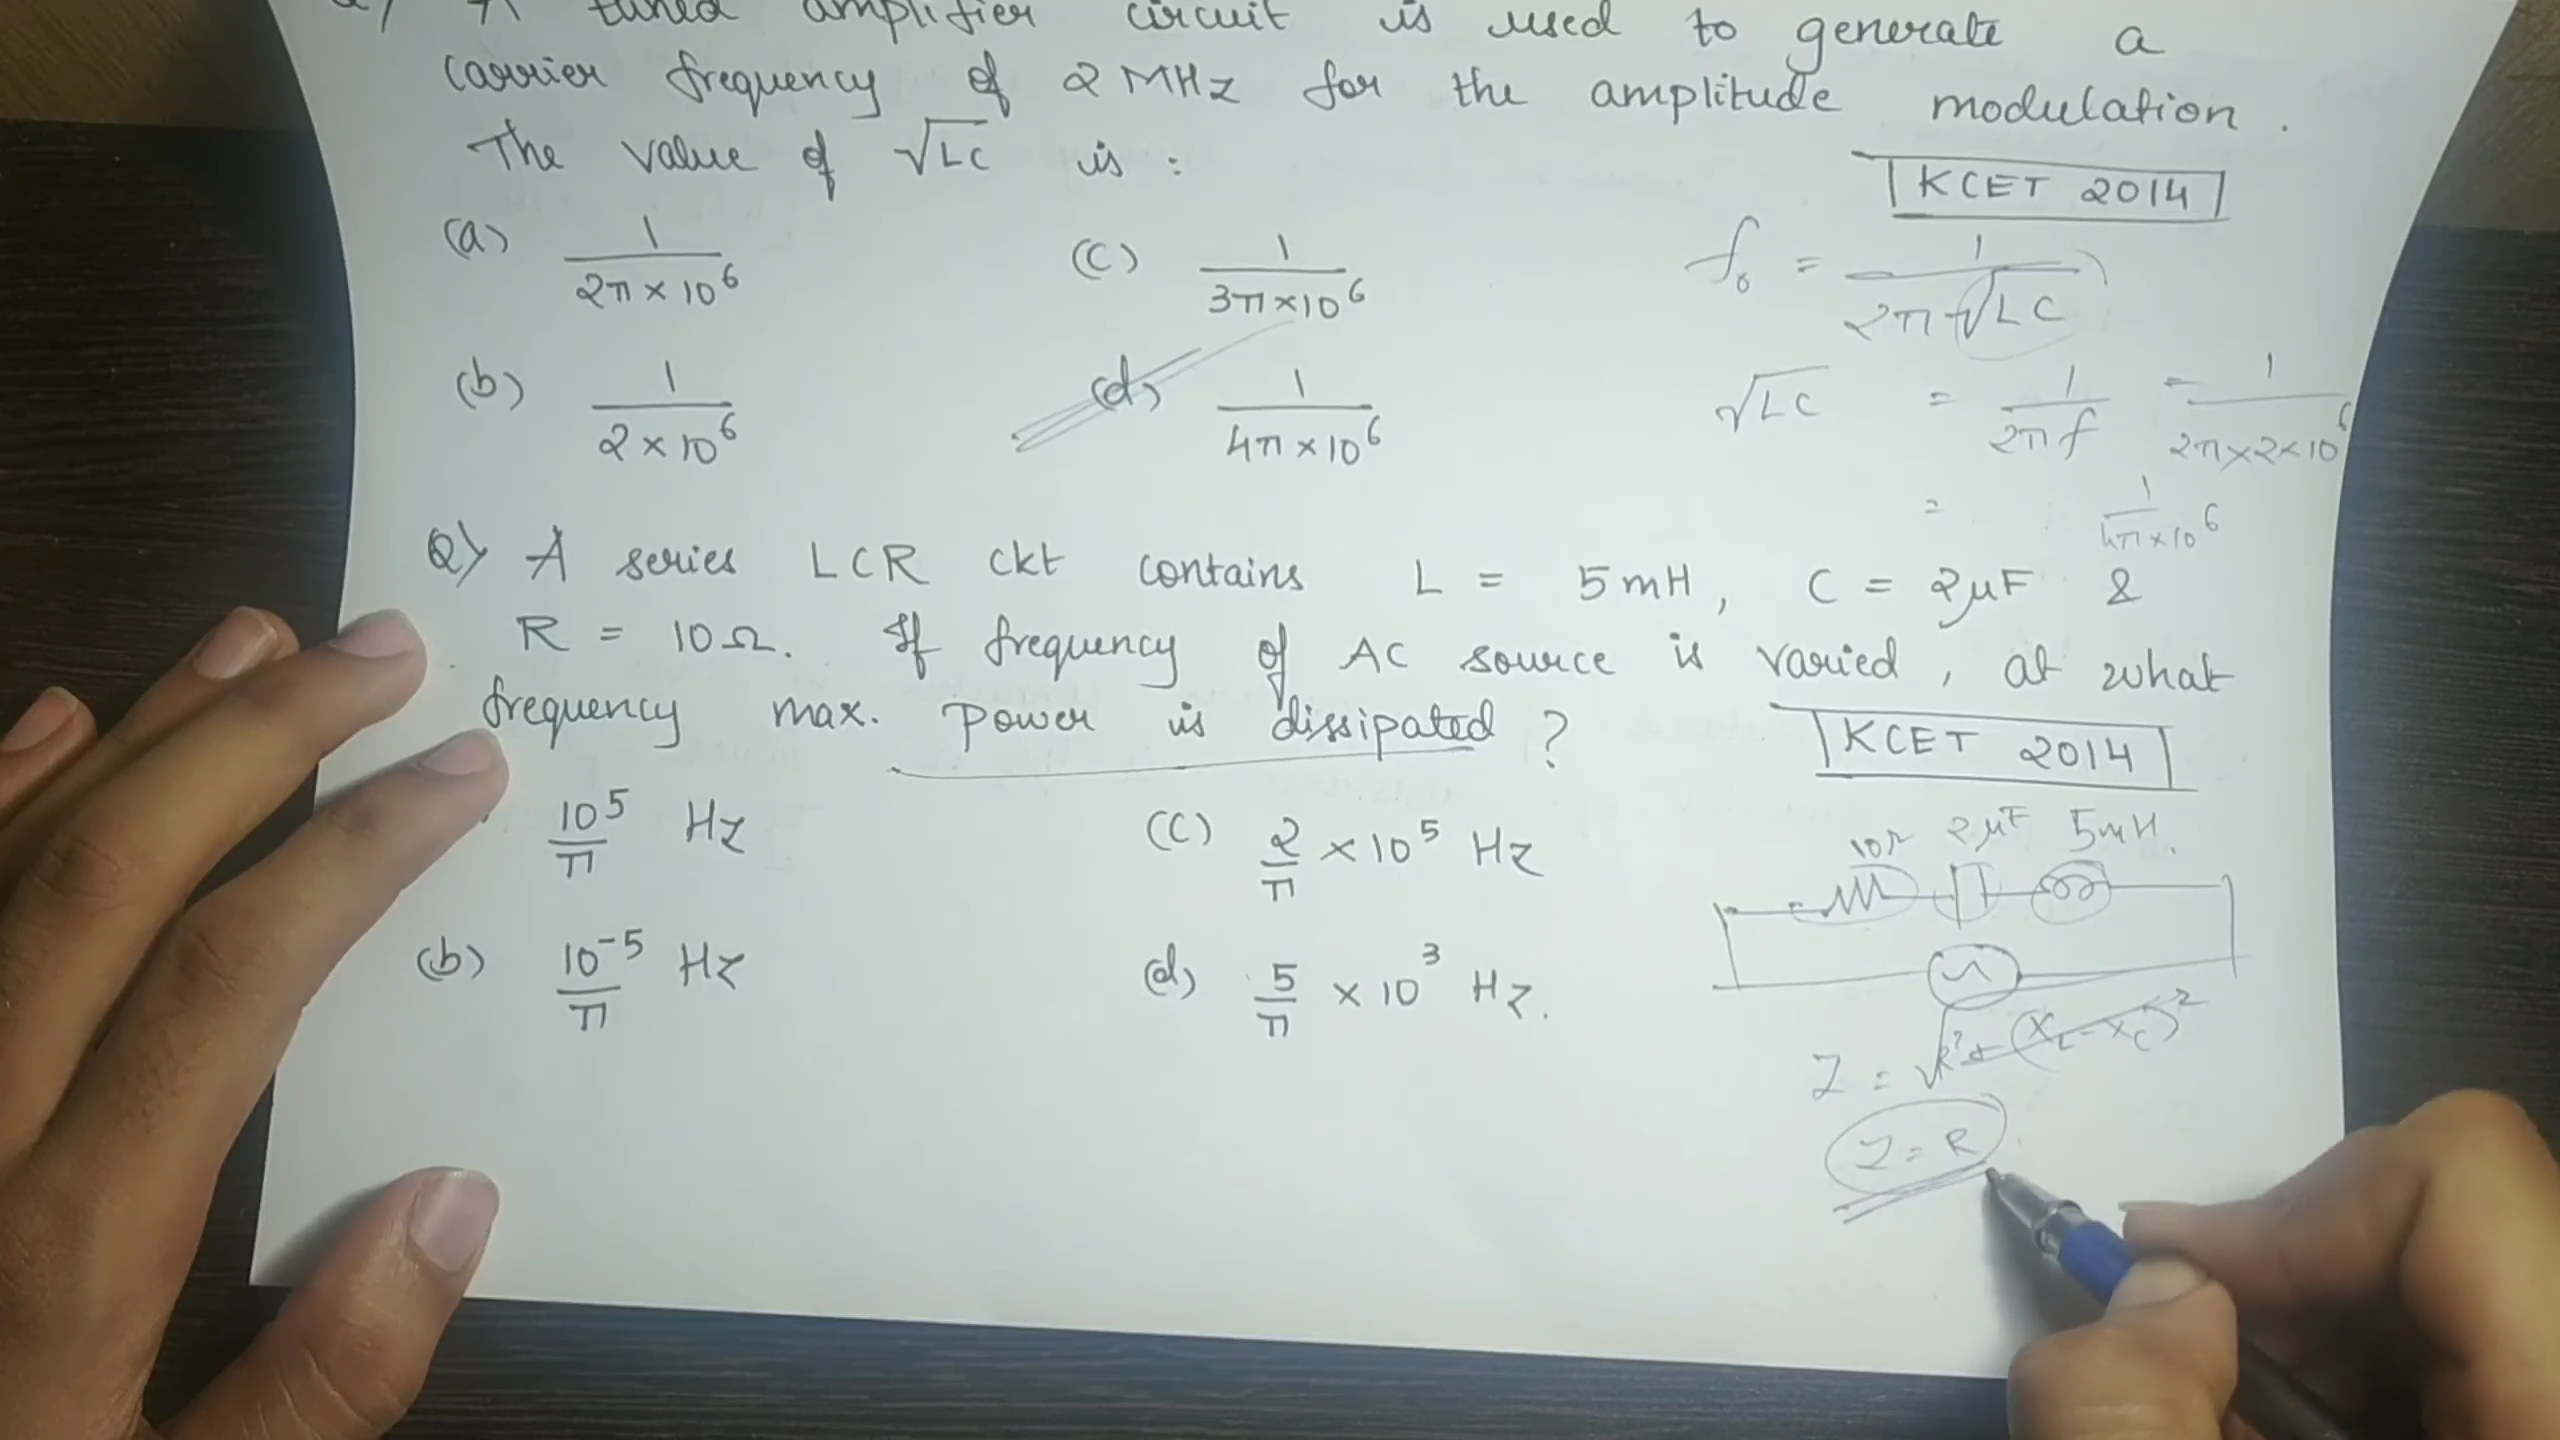 A tuned amplifier circuit is used to generate a
carrier frequency of 2 MHz for the amplitude modulation.
The value of √LC is :
KCET 2014
(a) 1/(2π × 10^6)
(c) 1/(3π × 10^6)
f₀ = 1/(2π√LC)
(b) 1/(2 × 10^6)
(d) 1/(4π × 10^6)
√LC = 1/(2πf) = 1/(2π×2×10^6)
= 1/(4π×10^6)
Q) A series LCR ckt contains L = 5mH, C = 2μF &
R = 10Ω. If frequency of AC source is varied, at what
frequency max. power is dissipated ?
KCET 2014
10^5/π Hz
(c) 2/π × 10^5 Hz
10Ω 2μF 5mH.
(b) 10^-5/π Hz
(d) 5/π × 10^3 Hz.
Z = √R²+(X_L-X_C)²
Z = R